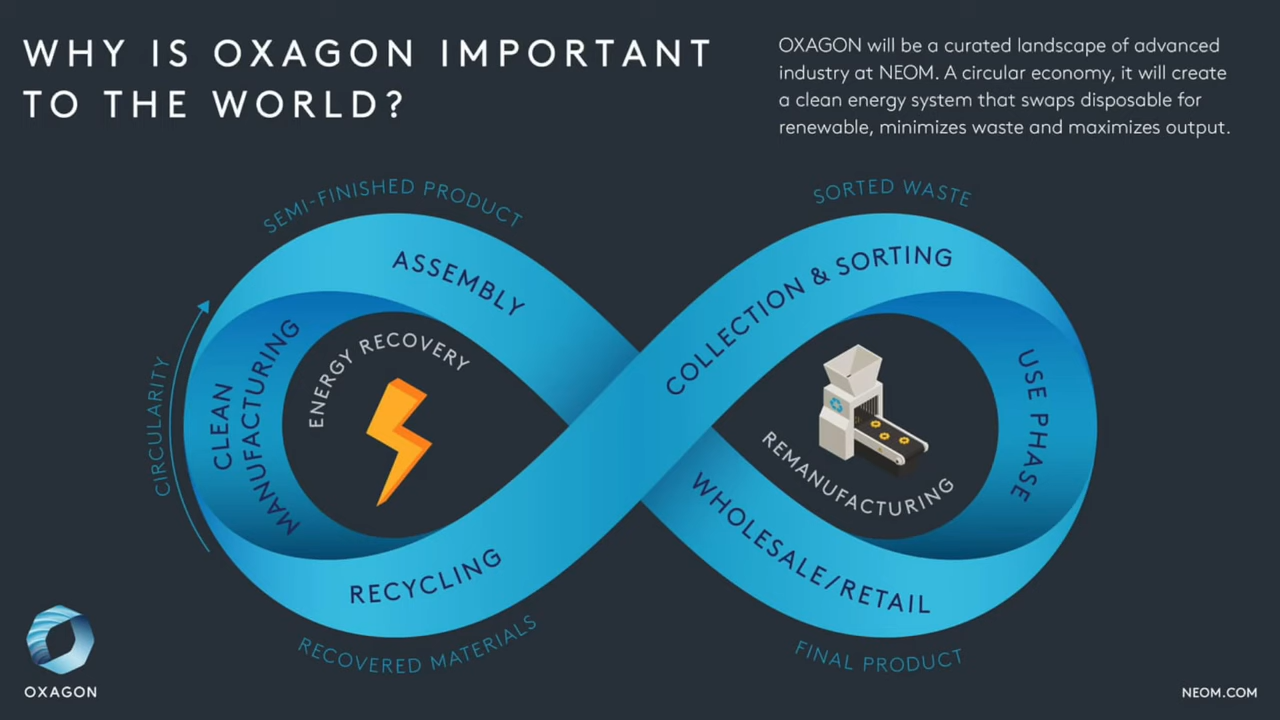 WHY IS OXAGON IMPORTANT
TO THE WORLD?
OXAGON will be a curated landscape of advanced
industry at NEOM. A circular economy, it will create
a clean energy system that swaps disposable for
renewable, minimizes waste and maximizes output.
SEMI-FINISHED PRODUCT
SORTED WASTE
ASSEMBLY
COLLECTION & SORTING
CIRCULARITY
CLEAN
MANUFACTURING
ENERGY RECOVERY
REMANUFACTURING
USE PHASE
RECYCLING
WHOLESALE/RETAIL
RECOVERED MATERIALS
FINAL PRODUCT
OXAGON
NEOM.COM